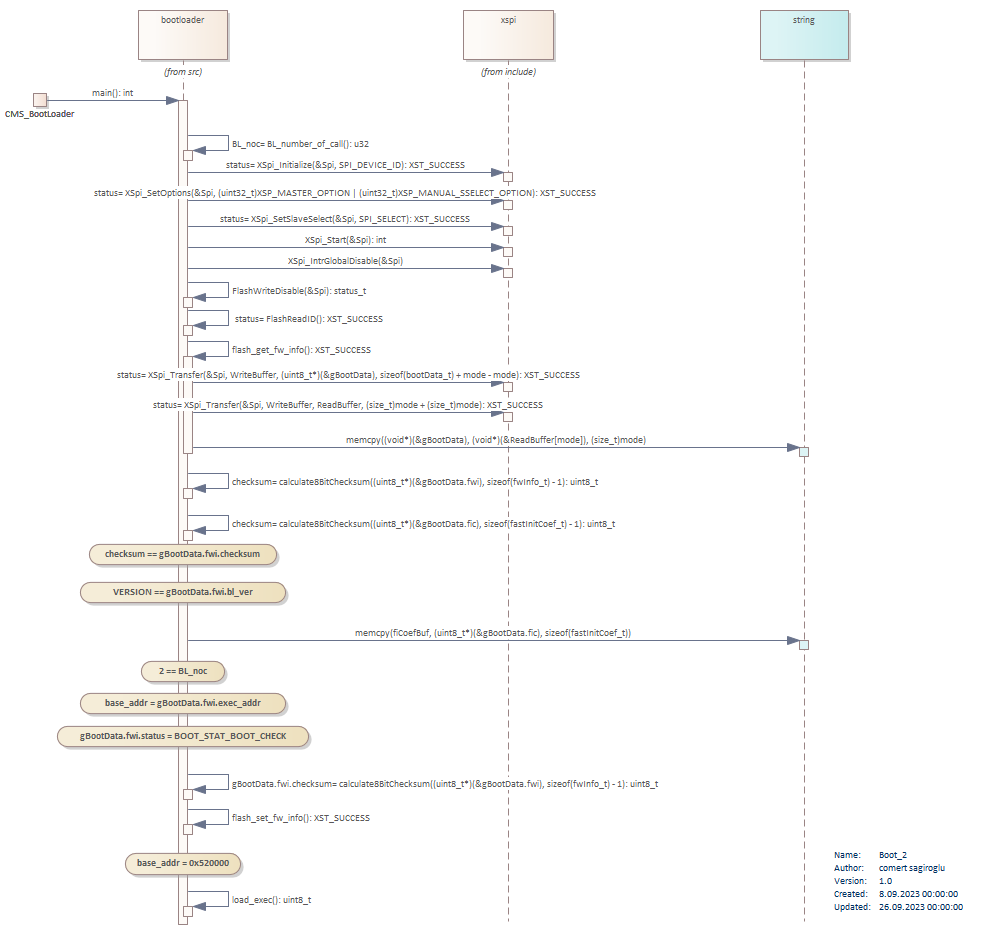 bootloader
xspi
string
(from src)
(from include)
main(): int
CMS_BootLoader
BL_noc= BL_number_of_call(): u32
status= XSpi_Initialize(&Spi, SPI_DEVICE_ID): XST_SUCCESS
status= XSpi_SetOptions(&Spi, (uint32_t)XSP_MASTER_OPTION | (uint32_t)XSP_MANUAL_SSELECT_OPTION): XST_SUCCESS
status= XSpi_SetSlaveSelect(&Spi, SPI_SELECT): XST_SUCCESS
XSpi_Start(&Spi): int
XSpi_IntrGlobalDisable(&Spi)
FlashWriteDisable(&Spi): status_t
status= FlashReadID(): XST_SUCCESS
flash_get_fw_info(): XST_SUCCESS
status= XSpi_Transfer(&Spi, WriteBuffer, (uint8_t*)(&gBootData), sizeof(bootData_t) + mode - mode): XST_SUCCESS
status= XSpi_Transfer(&Spi, WriteBuffer, ReadBuffer, (size_t)mode + (size_t)mode): XST_SUCCESS
memcpy((void*)(&gBootData), (void*)(&ReadBuffer[mode]), (size_t)mode)
checksum= calculate8BitChecksum((uint8_t*)(&gBootData.fwi), sizeof(fwInfo_t) - 1): uint8_t
checksum= calculate8BitChecksum((uint8_t*)(&gBootData.fic), sizeof(fastInitCoef_t) - 1): uint8_t
checksum == gBootData.fwi.checksum
VERSION == gBootData.fwi.bl_ver
memcpy(fiCoefBuf, (uint8_t*)(&gBootData.fic), sizeof(fastInitCoef_t))
2 == BL_noc
base_addr = gBootData.fwi.exec_addr
gBootData.fwi.status = BOOT_STAT_BOOT_CHECK
gBootData.fwi.checksum= calculate8BitChecksum((uint8_t*)(&gBootData.fwi), sizeof(fwInfo_t) - 1): uint8_t
flash_set_fw_info(): XST_SUCCESS
base_addr = 0x520000
load_exec(): uint8_t
Name: Boot_2
Author: comert sagiroglu
Version: 1.0
Created: 8.09.2023 00:00:00
Updated: 26.09.2023 00:00:00